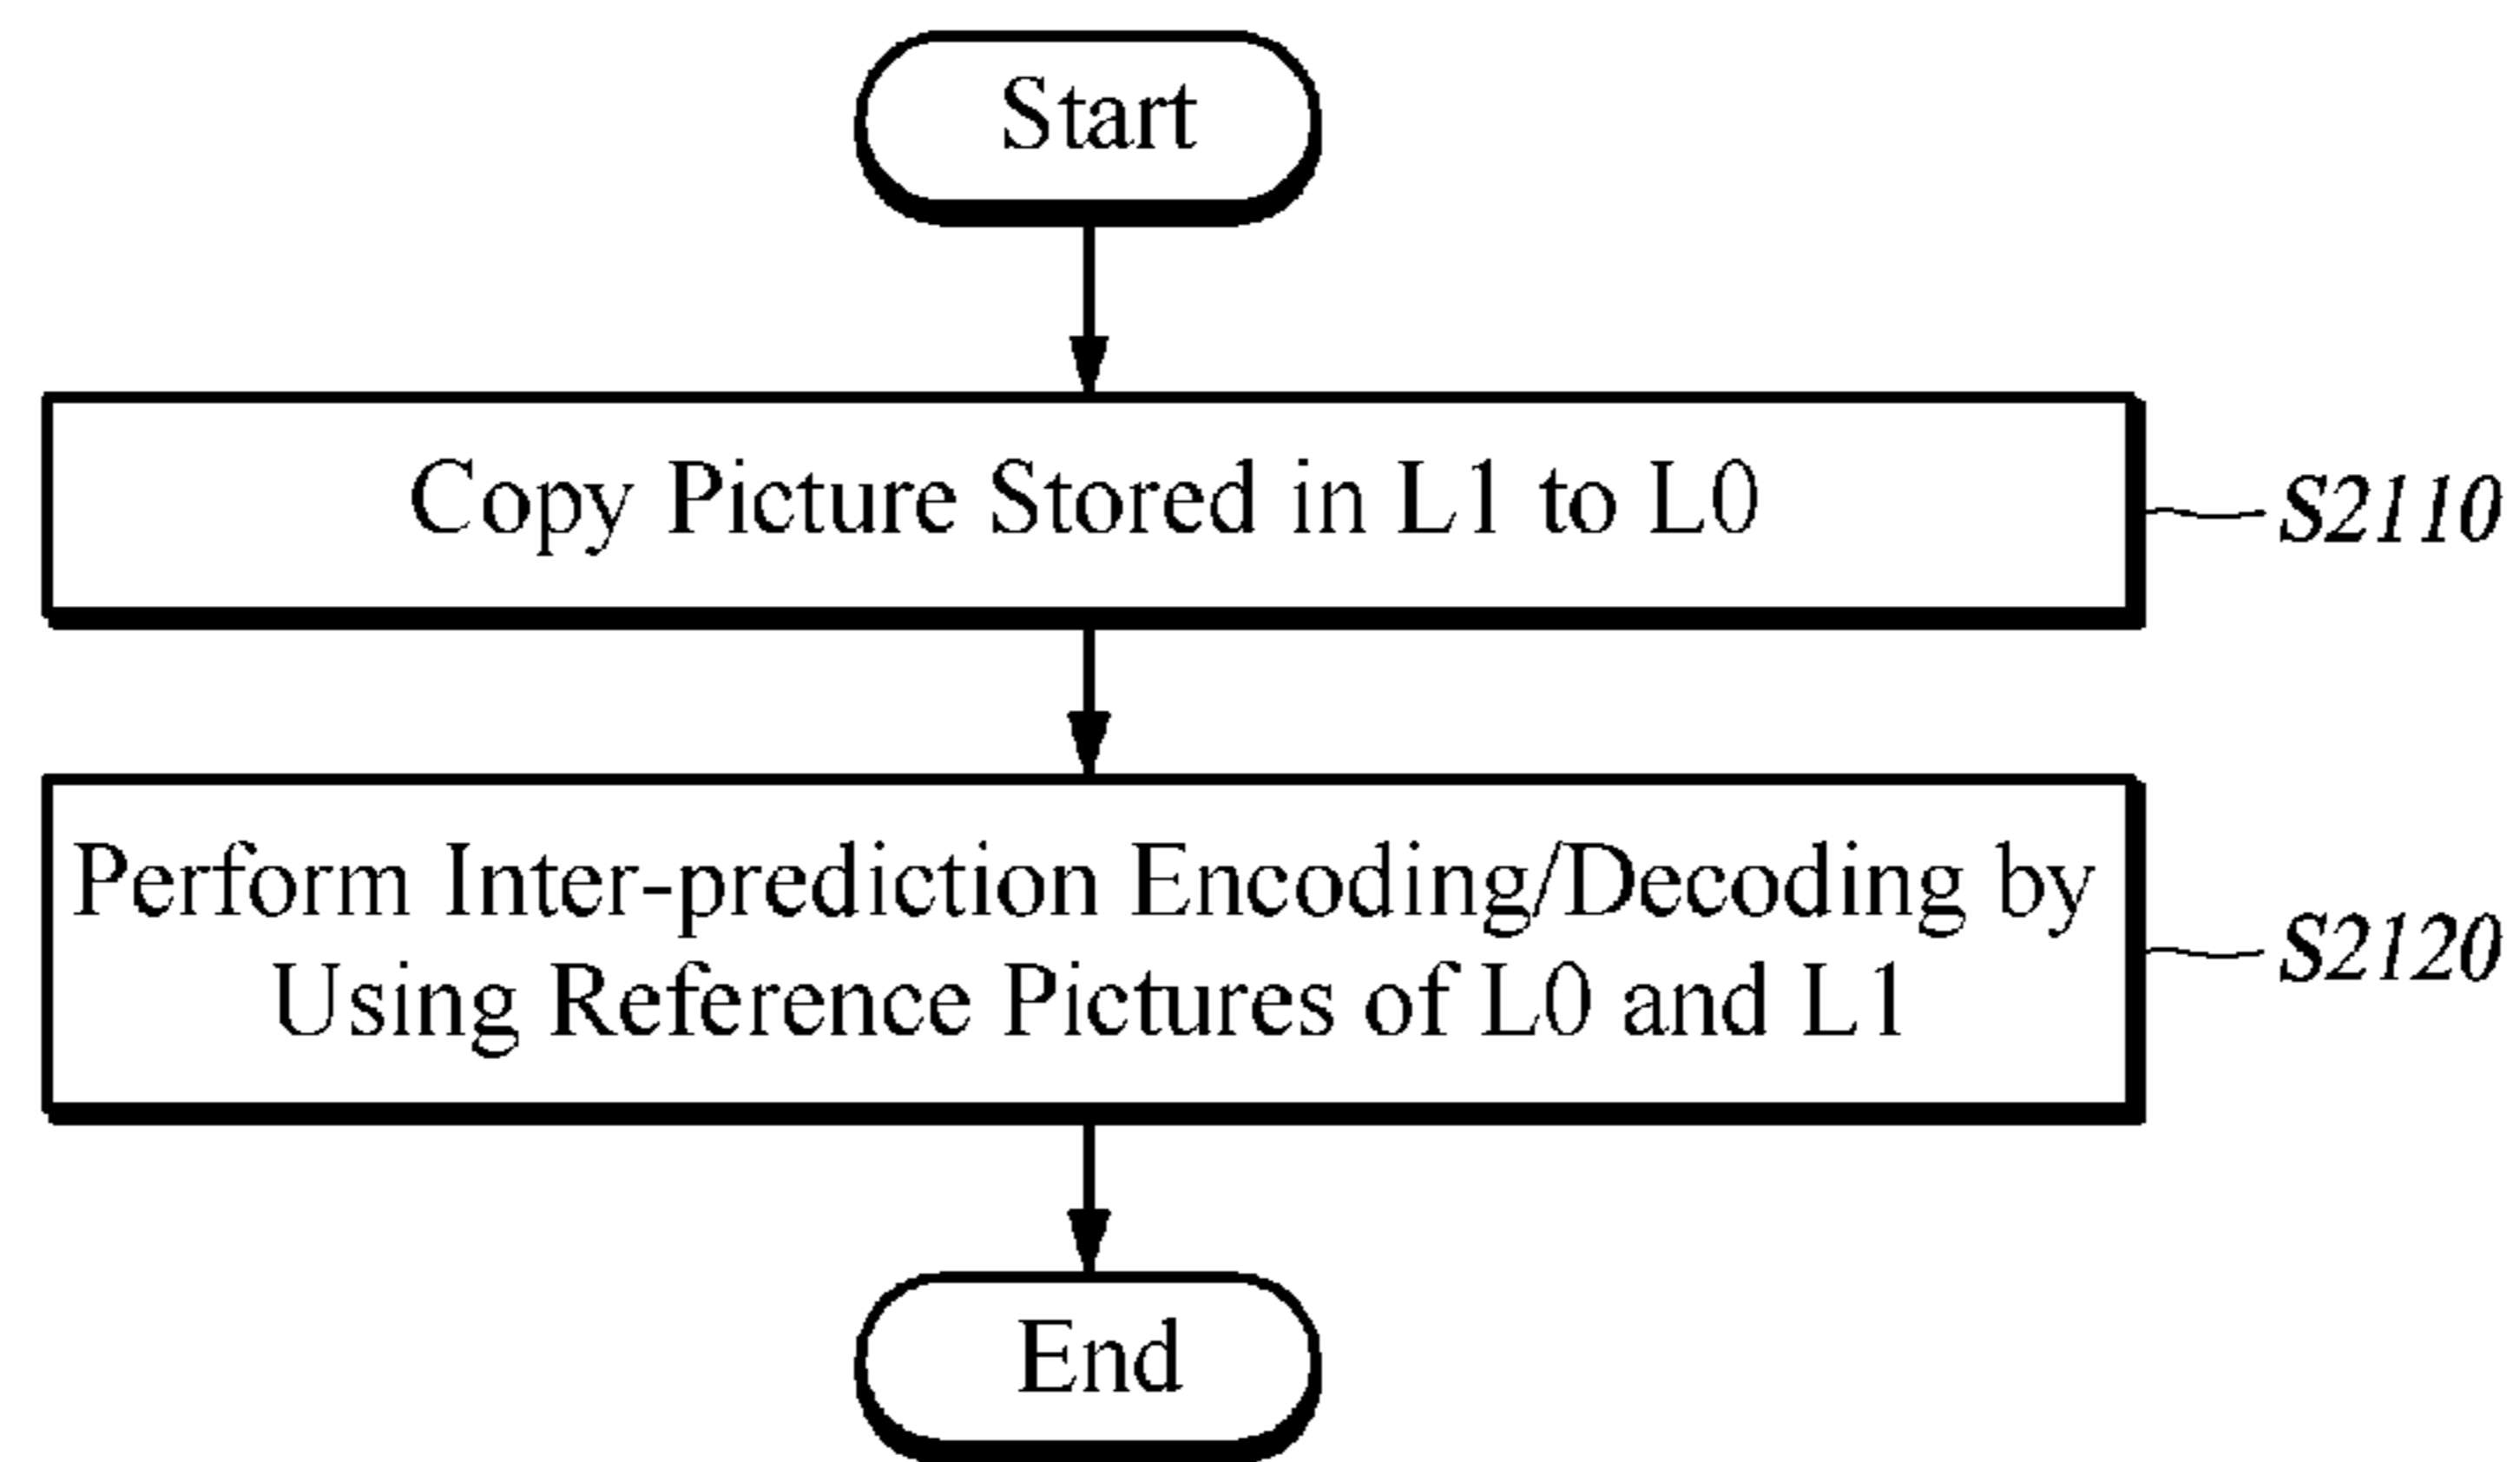 Start
Copy Picture Stored in L1 to L0
S2110
Perform Inter-prediction Encoding/Decoding by
Using Reference Pictures of L0 and L1
S2120
End